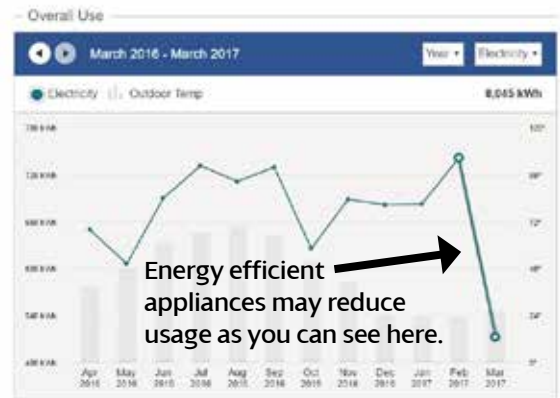 Overall Use
March 2016 - March 2017 Year Electricity
Electricity Outdoor Temp 8,045 kWh
Energy efficient
appliances may reduce
usage as you can see here.
Apr May Jun Jul Aug Sep Oct Nov Dec Jan Feb Mar
2016 2016 2016 2016 2016 2016 2016 2016 2016 2017 2017 2017